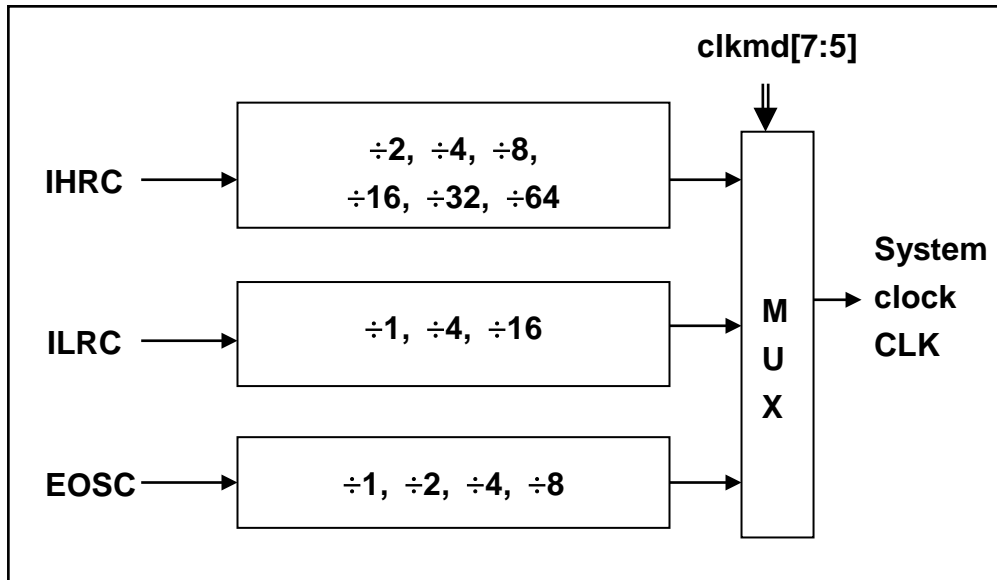 clkmd[7:5]
IHRC
÷2, ÷4, ÷8,
÷16, ÷32, ÷64
ILRC
÷1, ÷4, ÷16
EOSC
÷1, ÷2, ÷4, ÷8
M
U
X
System
clock
CLK